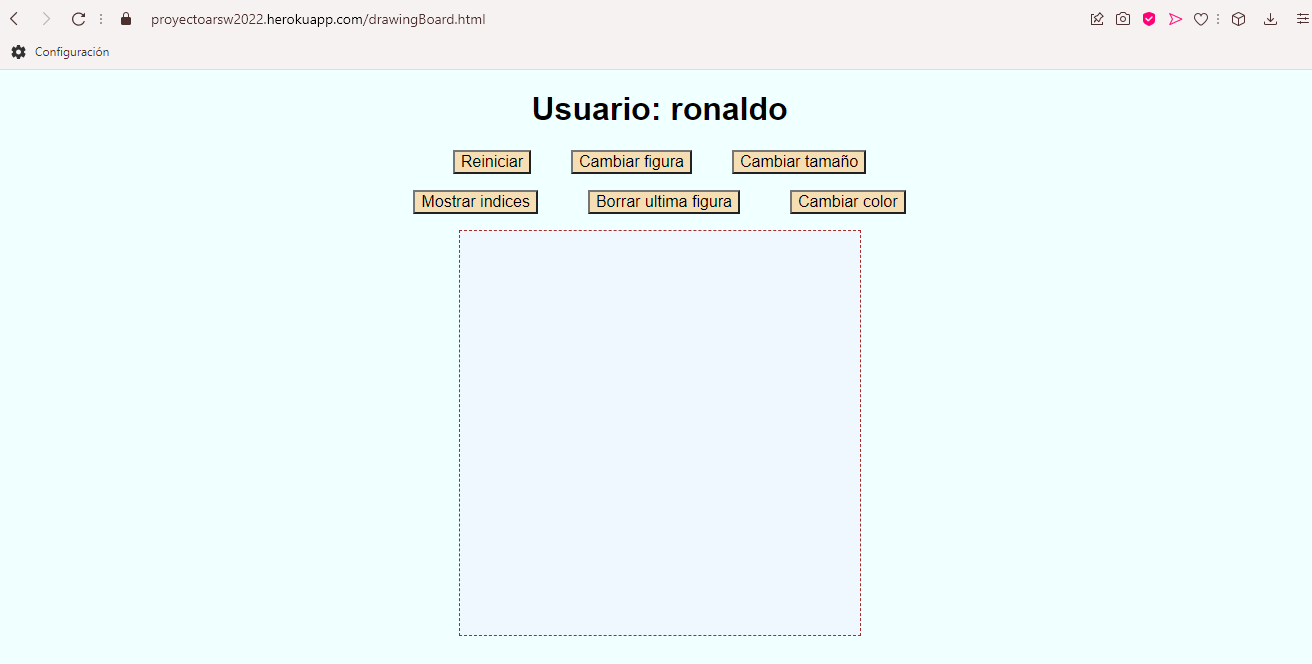 proyectoarsw2022.herokuapp.com/drawingBoard.html
Configuración
Usuario: ronaldo
Reiniciar Cambiar figura Cambiar tamaño
Mostrar indices Borrar ultima figura Cambiar color